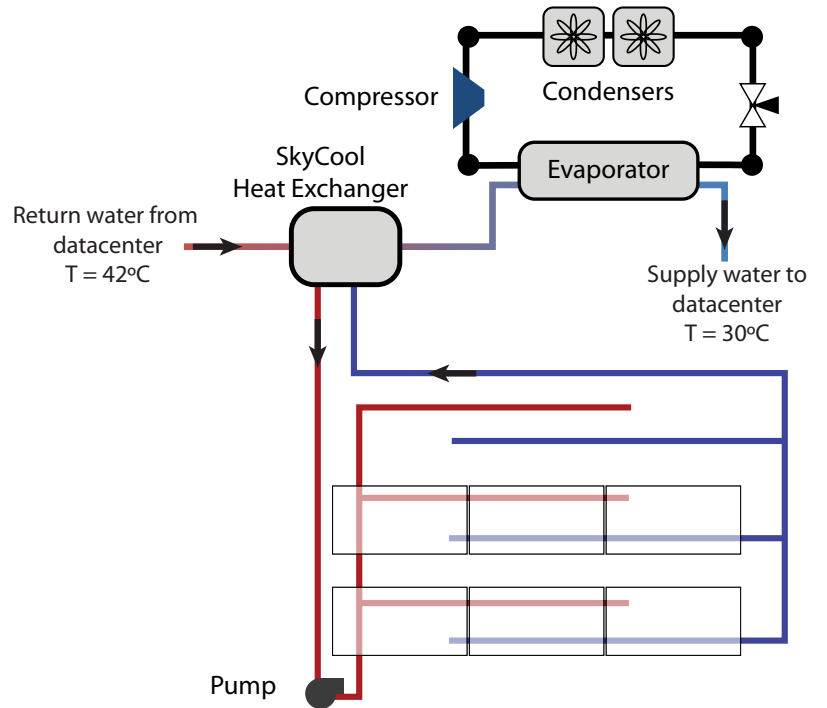 Compressor
Condensers
SkyCool
Heat Exchanger
Evaporator
Return water from
datacenter
T = 42ºC
Supply water to
datacenter
T = 30ºC
Pump